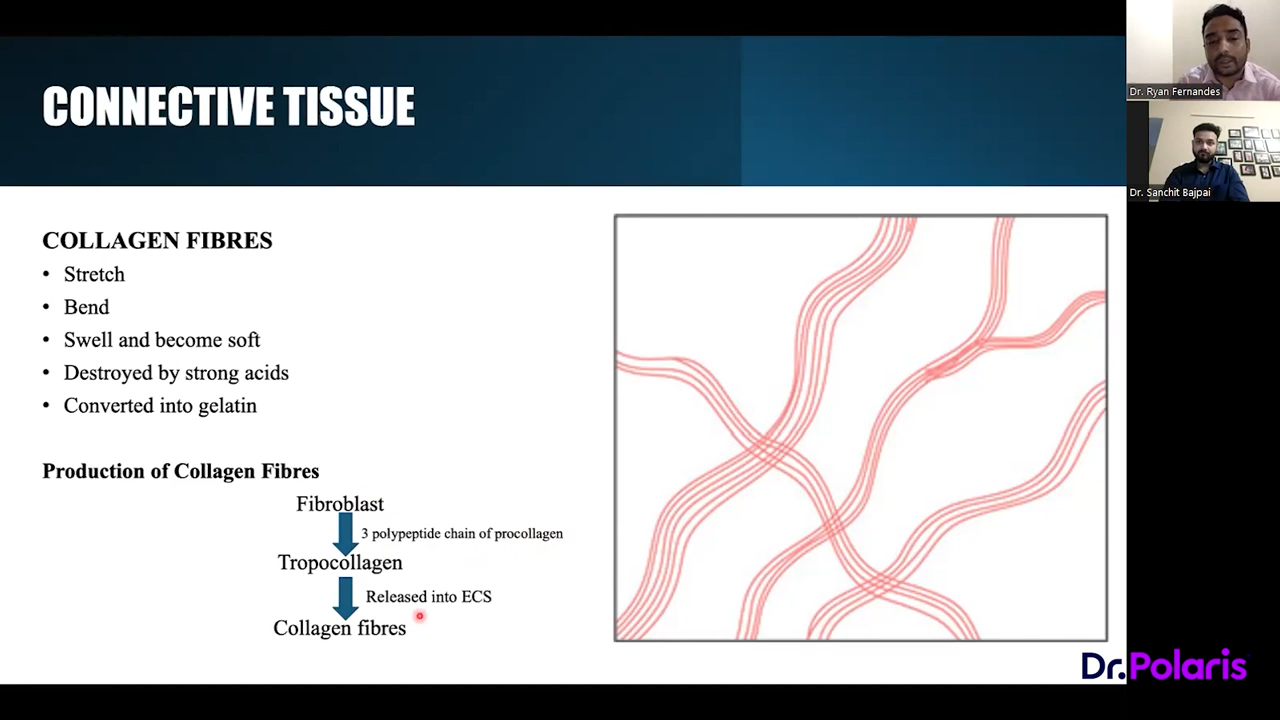 CONNECTIVE TISSUE
COLLAGEN FIBRES
• Stretch
• Bend
• Swell and become soft
• Destroyed by strong acids
• Converted into gelatin
Production of Collagen Fibres
Fibroblast
3 polypeptide chain of procollagen
Tropocollagen
Released into ECS
Collagen fibres
Dr. Ryan Fernandes
Dr. Sanchit Bajpai
Dr.Polaris